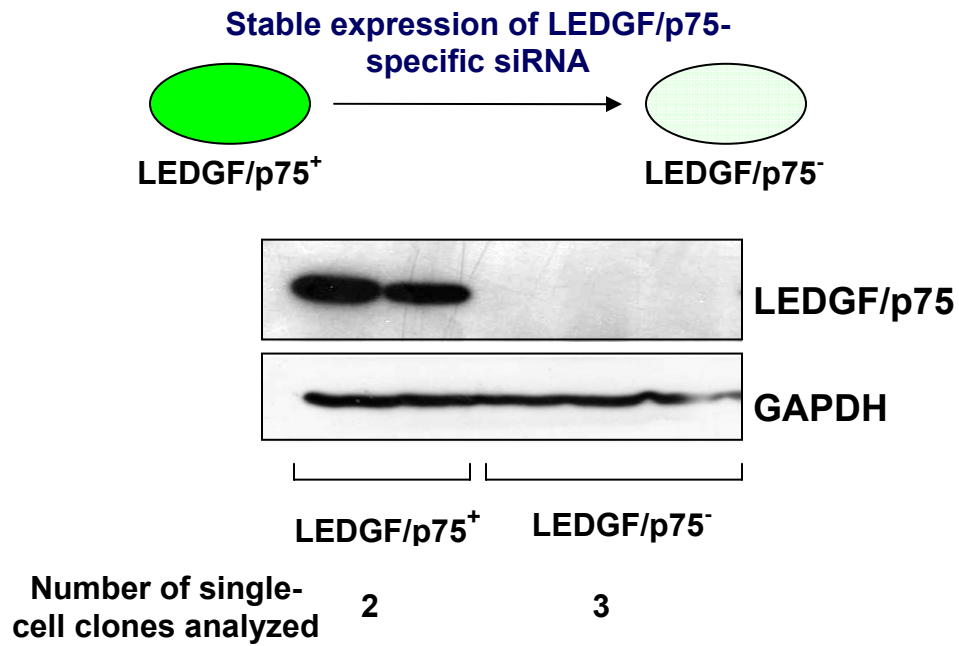 Stable expression of LEDGF/p75-
specific siRNA
LEDGF/p75⁺
LEDGF/p75⁻
LEDGF/p75
GAPDH
LEDGF/p75⁺
LEDGF/p75⁻
Number of single-
cell clones analyzed
2
3